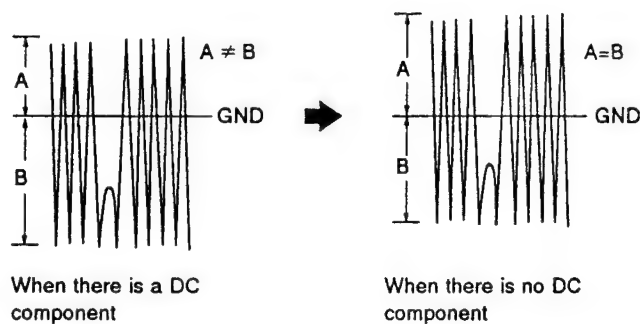 A
B
A ≠ B
GND
When there is a DC
component
A
B
A=B
GND
When there is no DC
component